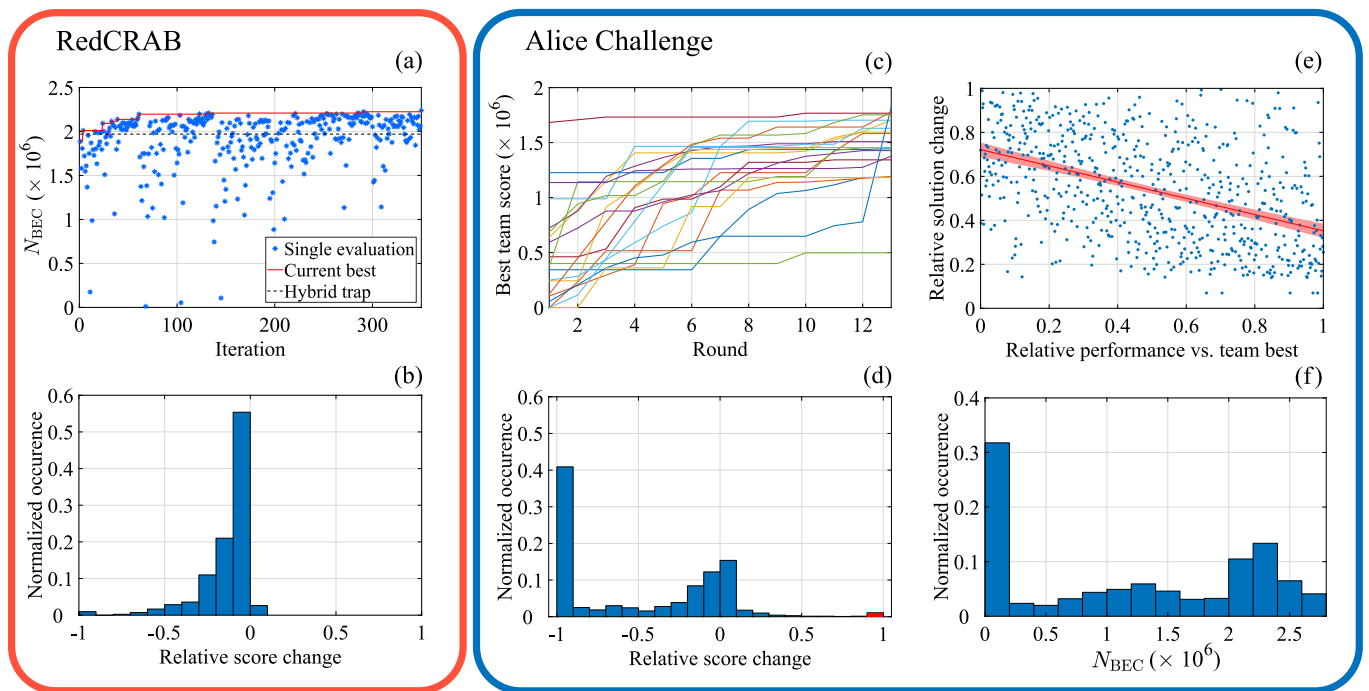 RedCRAB
Alice Challenge
(a)
2.5
2
1.5
1
0.5
0
N_BEC (× 10^6)
0
100
200
300
Iteration
Single evaluation
Current best
Hybrid trap
(c)
2
1.5
1
0.5
0
Best team score (× 10^6)
2
4
6
8
10
12
Round
(e)
1
0.8
0.6
0.4
0.2
0
Relative solution change
0
0.2
0.4
0.6
0.8
1
Relative performance vs. team best
(b)
0.6
0.5
0.4
0.3
0.2
0.1
0
Normalized occurence
-1
-0.5
0
0.5
1
Relative score change
(d)
0.6
0.5
0.4
0.3
0.2
0.1
0
Normalized occurence
-1
-0.5
0
0.5
1
Relative score change
(f)
0.4
0.3
0.2
0.1
0
Normalized occurence
0
0.5
1
1.5
2
2.5
N_BEC (× 10^6)